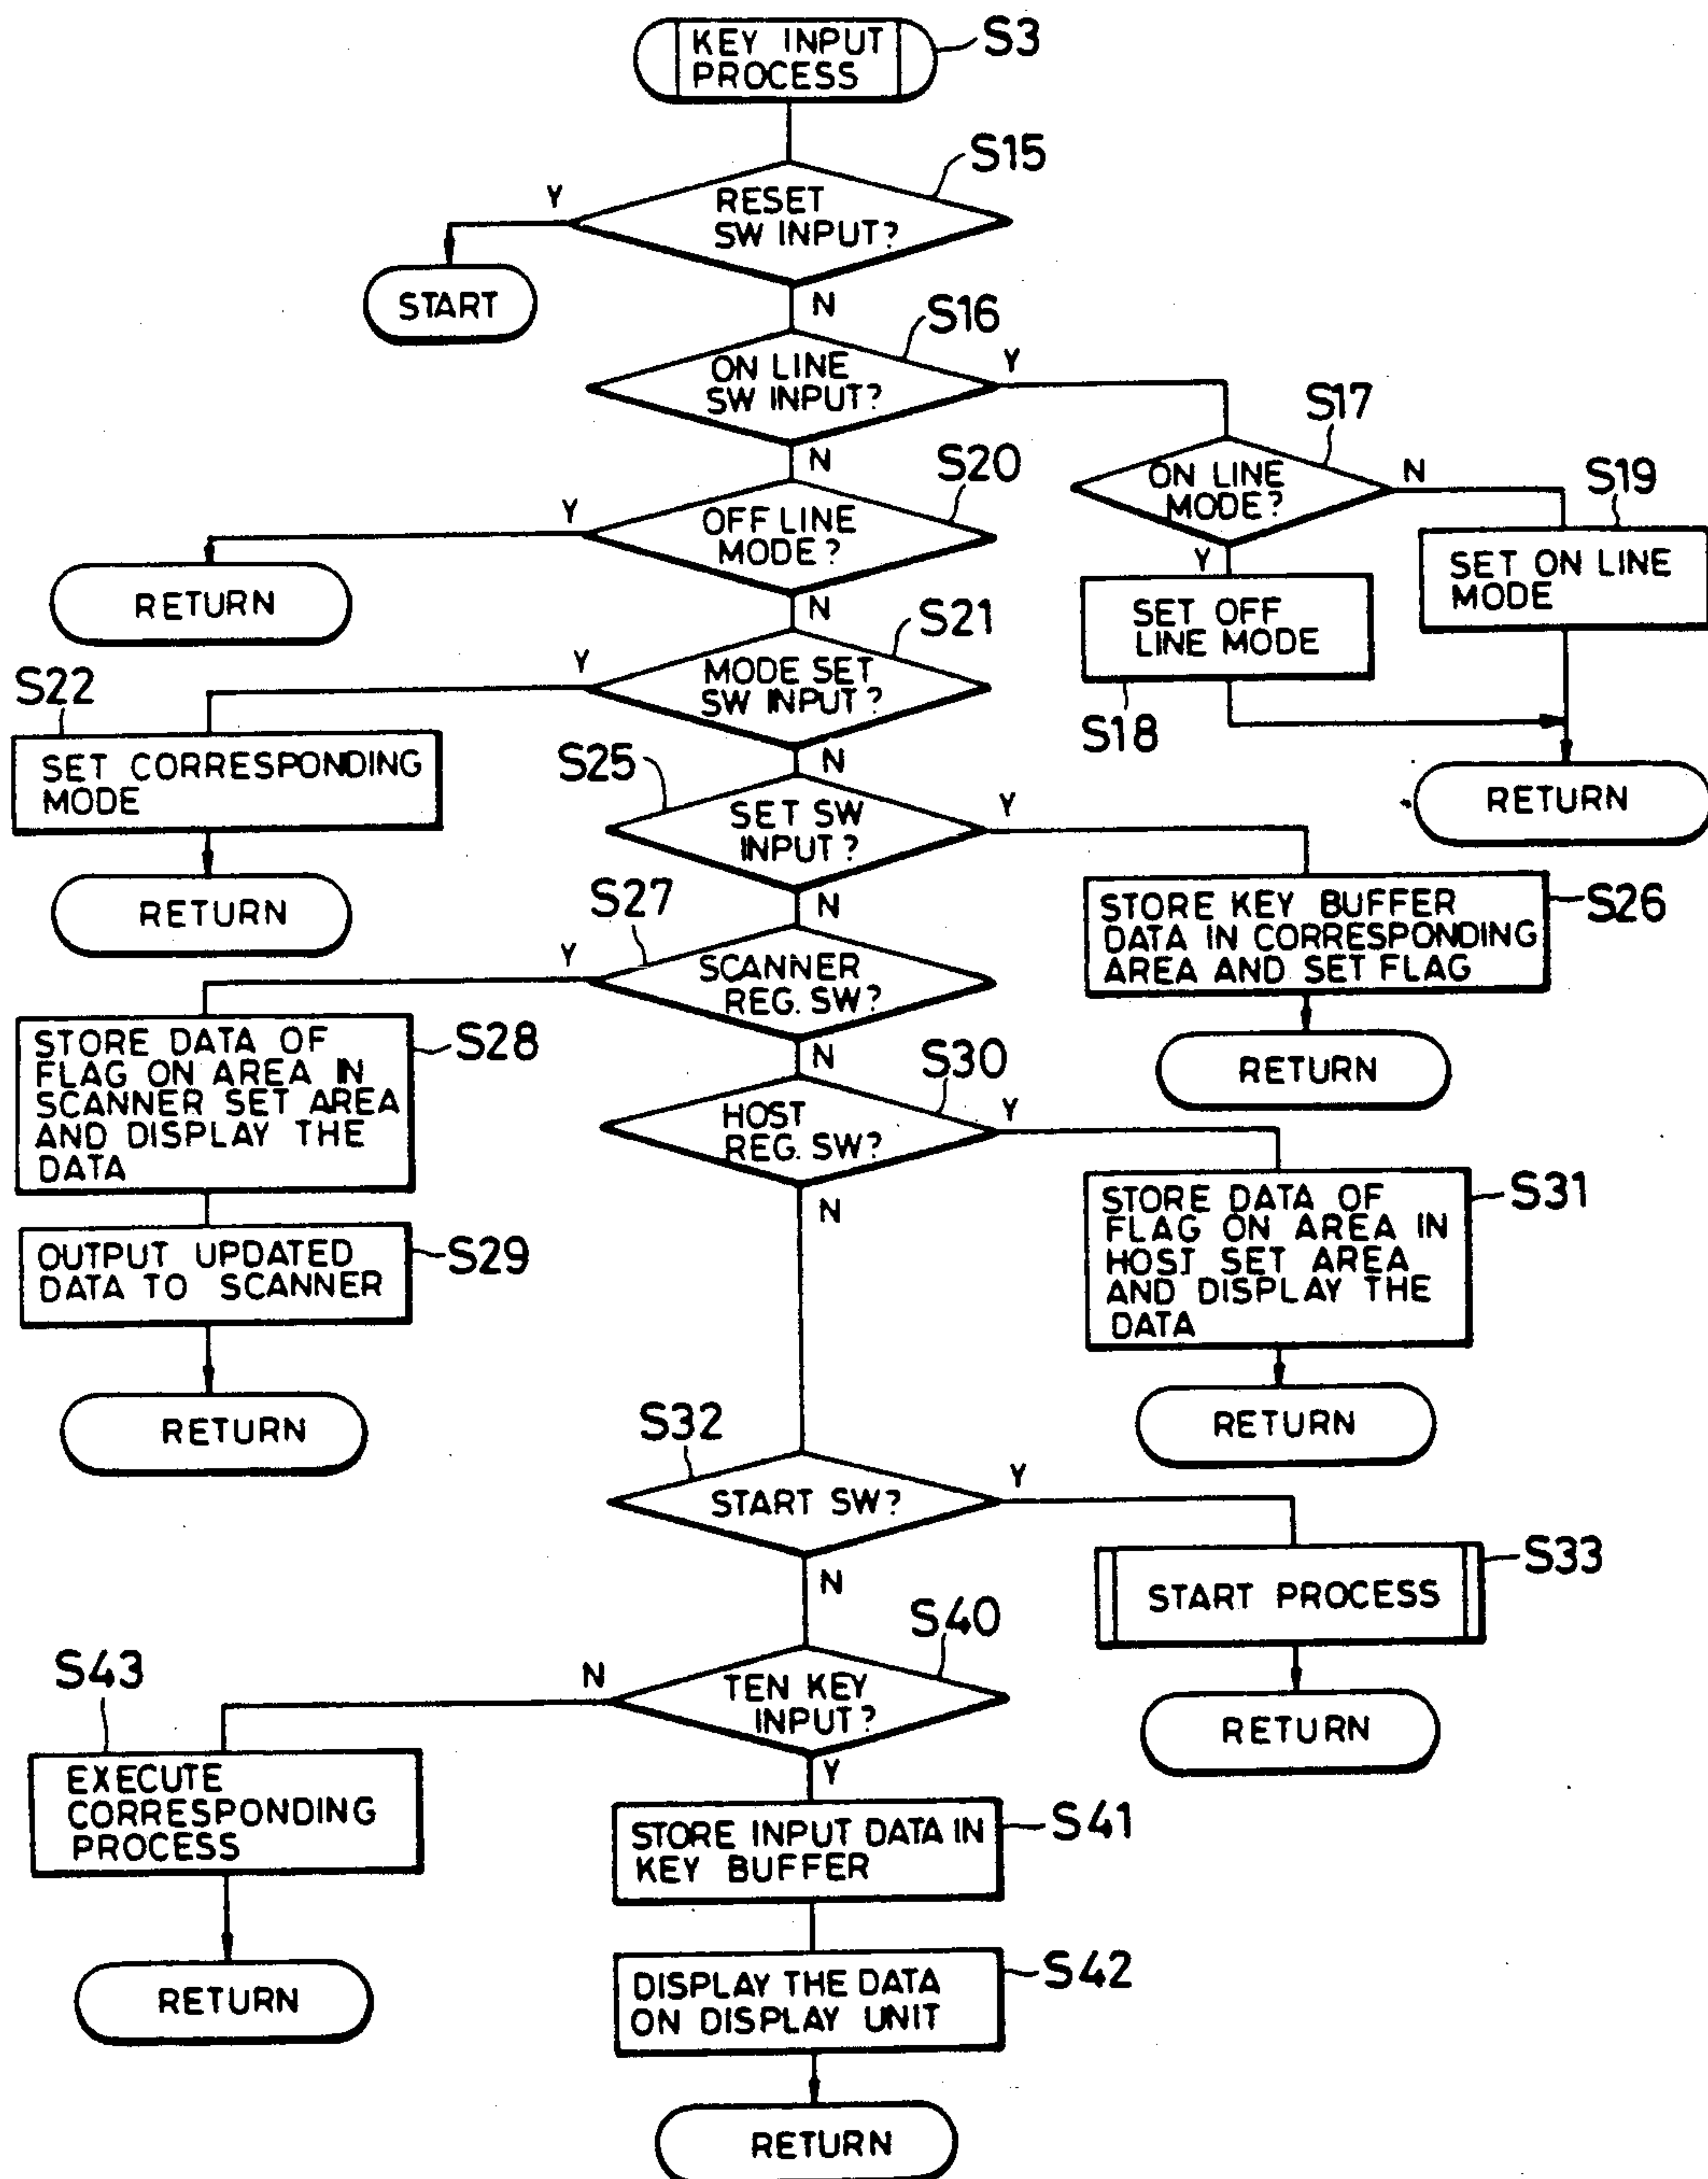 KEY INPUT
PROCESS
S3
S15
Y
RESET
SW INPUT?
START
N
S16
ON LINE
SW INPUT?
Y
S17
N
ON LINE
MODE?
N
S19
S20
Y
OFF LINE
MODE?
Y
SET ON LINE
MODE
RETURN
N
SET OFF
LINE MODE
S21
Y
MODE SET
SW INPUT?
S22
S18
SET CORRESPONDING
MODE
N
RETURN
S25
SET SW
INPUT?
Y
RETURN
N
STORE KEY BUFFER
DATA IN CORRESPONDING
AREA AND SET FLAG
S26
S27
Y
SCANNER
REG. SW?
RETURN
STORE DATA OF
FLAG ON AREA IN
SCANNER SET AREA
AND DISPLAY THE
DATA
S28
N
S30
HOST
REG. SW?
Y
N
STORE DATA OF
FLAG ON AREA IN
HOST SET AREA
AND DISPLAY THE
DATA
S31
OUTPUT UPDATED
DATA TO SCANNER
S29
RETURN
RETURN
S32
START SW?
Y
N
START PROCESS
S33
S40
N
TEN KEY
INPUT?
RETURN
S43
EXECUTE
CORRESPONDING
PROCESS
Y
STORE INPUT DATA IN
KEY BUFFER
S41
RETURN
DISPLAY THE DATA
ON DISPLAY UNIT
S42
RETURN